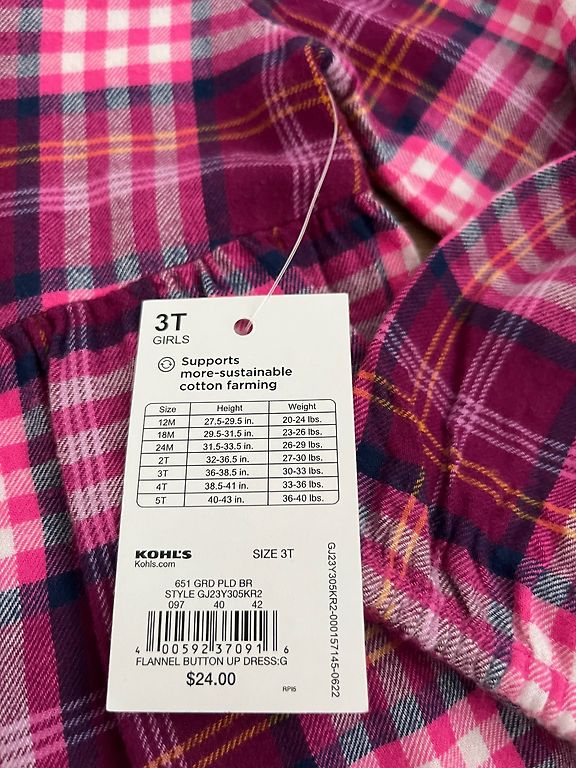 3T
GIRLS
Supports
more-sustainable
cotton farming
Size Height Weight
12M 27.5-29.5 in. 20-24 lbs.
18M 29.5-31.5 in. 23-26 lbs.
24M 31.5-33.5 in. 26-29 lbs.
2T 32-36.5 in. 27-30 lbs.
3T 36-38.5 in. 30-33 lbs.
4T 38.5-41 in. 33-36 lbs.
5T 40-43 in. 36-40 lbs.
KOHL'S SIZE 3T
Kohls.com
651 GRD PLD BR
STYLE GJ23Y305KR2
097 40 42
4 00592 37091 6
FLANNEL BUTTON UP DRESS:G
$24.00
RPI6
GJ23Y305KR2-000157145-0622